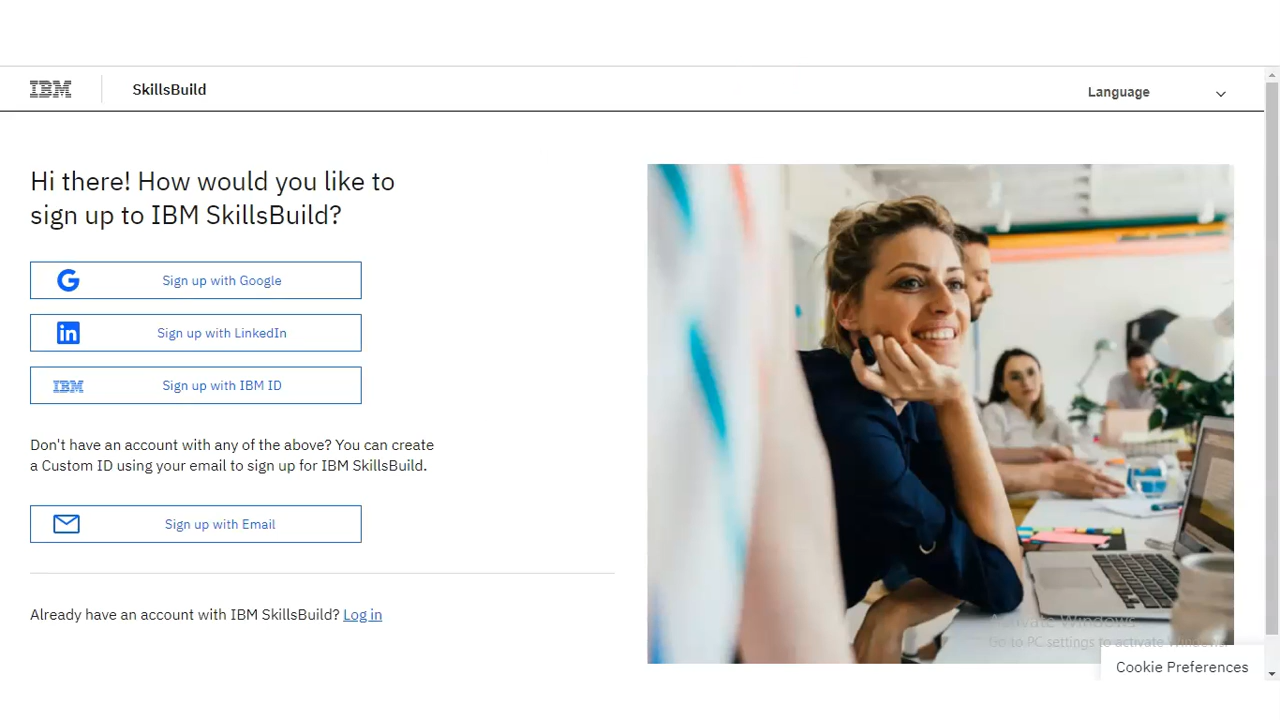 IBM SkillsBuild Language
Hi there! How would you like to
sign up to IBM SkillsBuild?
Sign up with Google
Sign up with LinkedIn
IBM Sign up with IBM ID
Don't have an account with any of the above? You can create
a Custom ID using your email to sign up for IBM SkillsBuild.
Sign up with Email
Already have an account with IBM SkillsBuild? Log in
Activate Windows
Go to PC settings to activate Windows.
Cookie Preferences